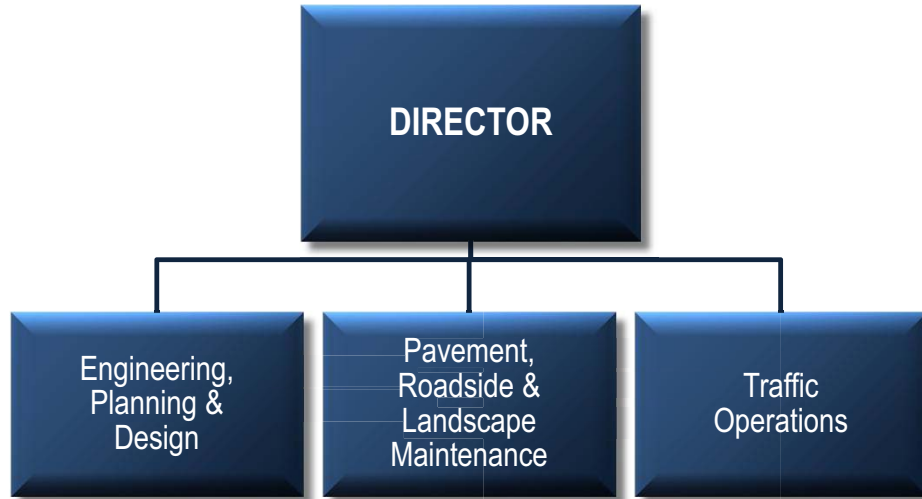 DIRECTOR
Engineering,
Planning &
Design
Pavement,
Roadside &
Landscape
Maintenance
Traffic
Operations